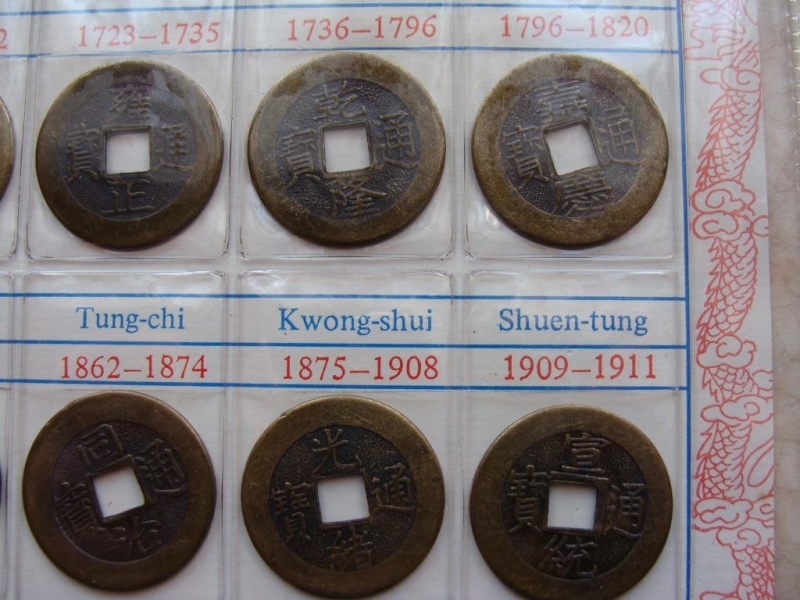 2 1723–1735 1736–1796 1796–1820
雍正通寶
乾隆通寶
嘉慶通寶
Tung-chi Kwong-shui Shuen-tung
1862–1874 1875–1908 1909–1911
同治通寶
光緒通寶
宣統通寶